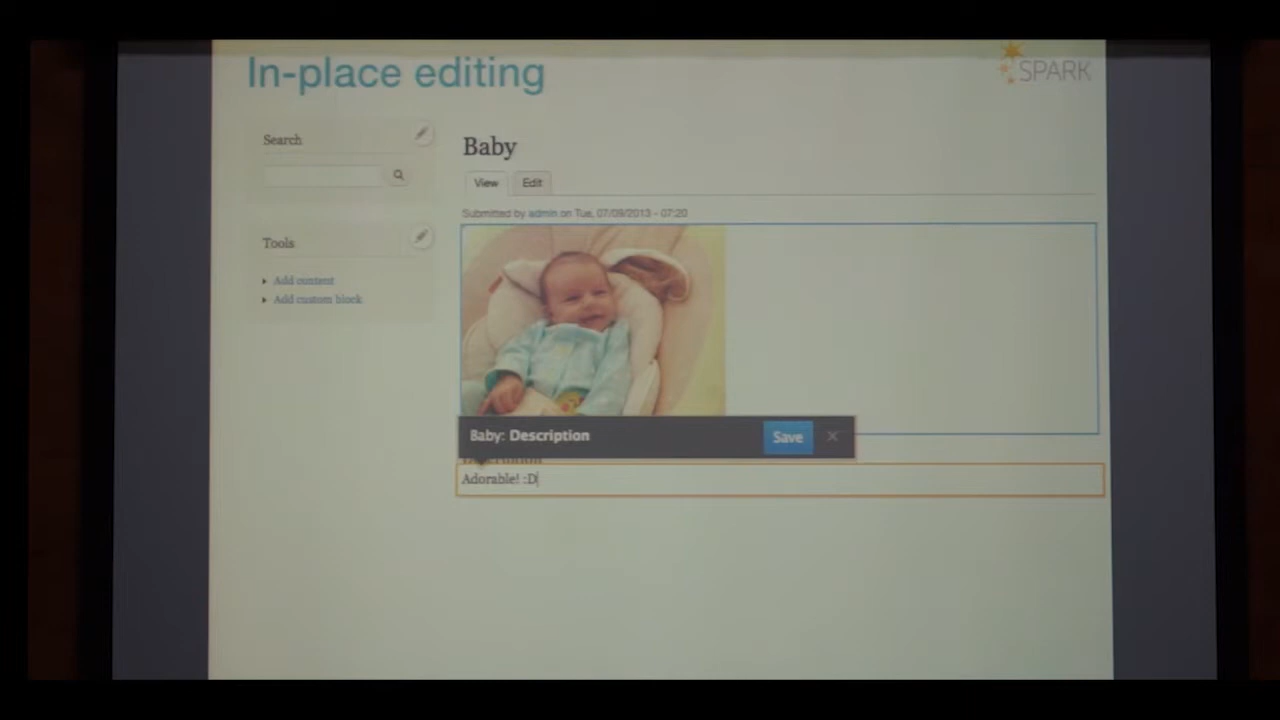 In-place editing
SPARK
Search
Tools
Add content
Add custom block
Baby
View Edit
Submitted by admin on Tue, 07/09/2013 - 07:20
Baby: Description Save
Description
Adorable! :D